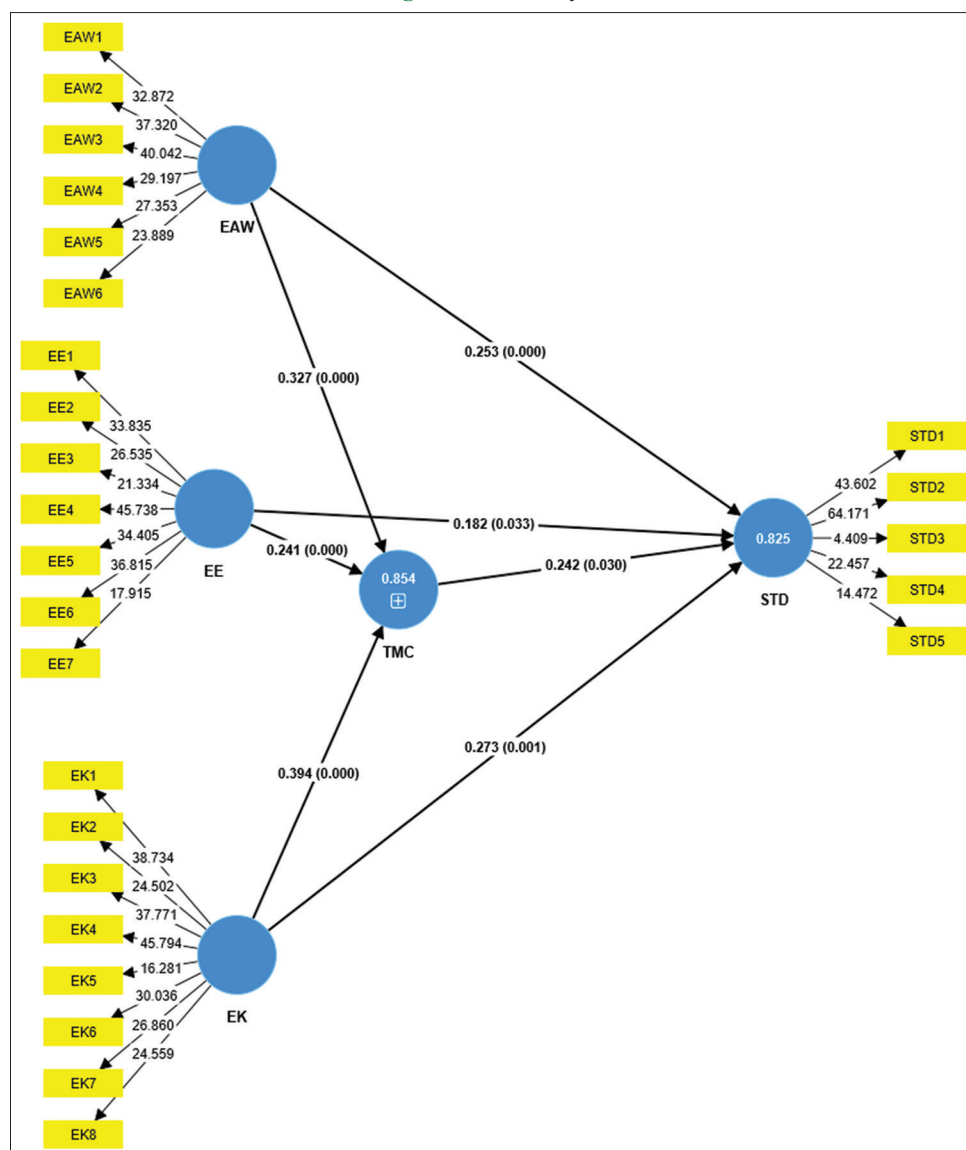 EAW1
EAW2
EAW3
EAW4
EAW5
EAW6
32.872
37.320
40.042
29.197
27.353
23.889
EAW
0.253 (0.000)
0.327 (0.000)
EE1
EE2
EE3
EE4
EE5
EE6
EE7
33.835
26.535
21.334
45.738
34.405
36.815
17.915
EE
0.182 (0.033)
0.241 (0.000)
0.854
TMC
0.242 (0.030)
0.825
STD
STD1
STD2
STD3
STD4
STD5
43.602
64.171
4.409
22.457
14.472
0.273 (0.001)
0.394 (0.000)
EK1
EK2
EK3
EK4
EK5
EK6
EK7
EK8
38.734
24.502
37.771
45.794
16.281
30.036
26.860
24.559
EK